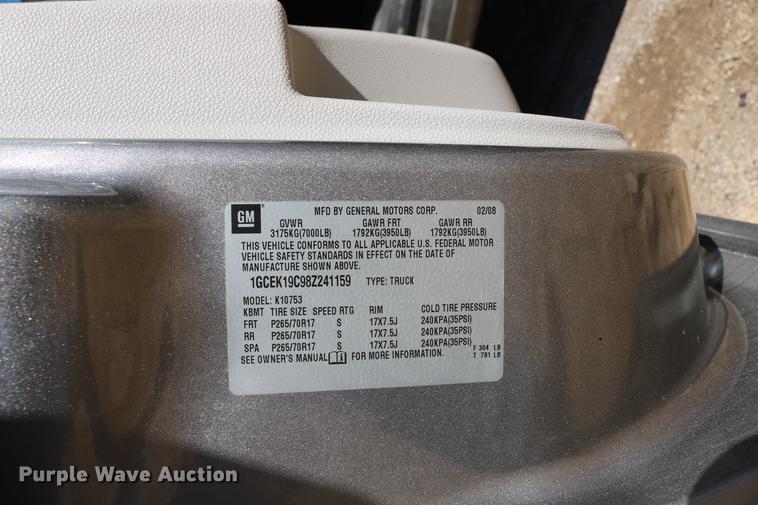 GM
MFD BY GENERAL MOTORS CORP. 02/08
GVWR GAWR FRT GAWR RR
3175KG(7000LB) 1792KG(3950LB) 1792KG(3950LB)
THIS VEHICLE CONFORMS TO ALL APPLICABLE U.S. FEDERAL MOTOR
VEHICLE SAFETY STANDARDS IN EFFECT ON THE DATE OF
MANUFACTURE SHOWN ABOVE.
1GCEK19C98Z241159 TYPE: TRUCK
MODEL: K10753
KBMT TIRE SIZE SPEED RTG RIM COLD TIRE PRESSURE
FRT P265/70R17 S 17X7.5J 240KPA(35PSI)
RR P265/70R17 S 17X7.5J 240KPA(35PSI)
SPA P265/70R17 S 17X7.5J 240KPA(35PSI)
SEE OWNER'S MANUAL FOR MORE INFORMATION.
F 304 LB
T 781 LB
Purple Wave Auction